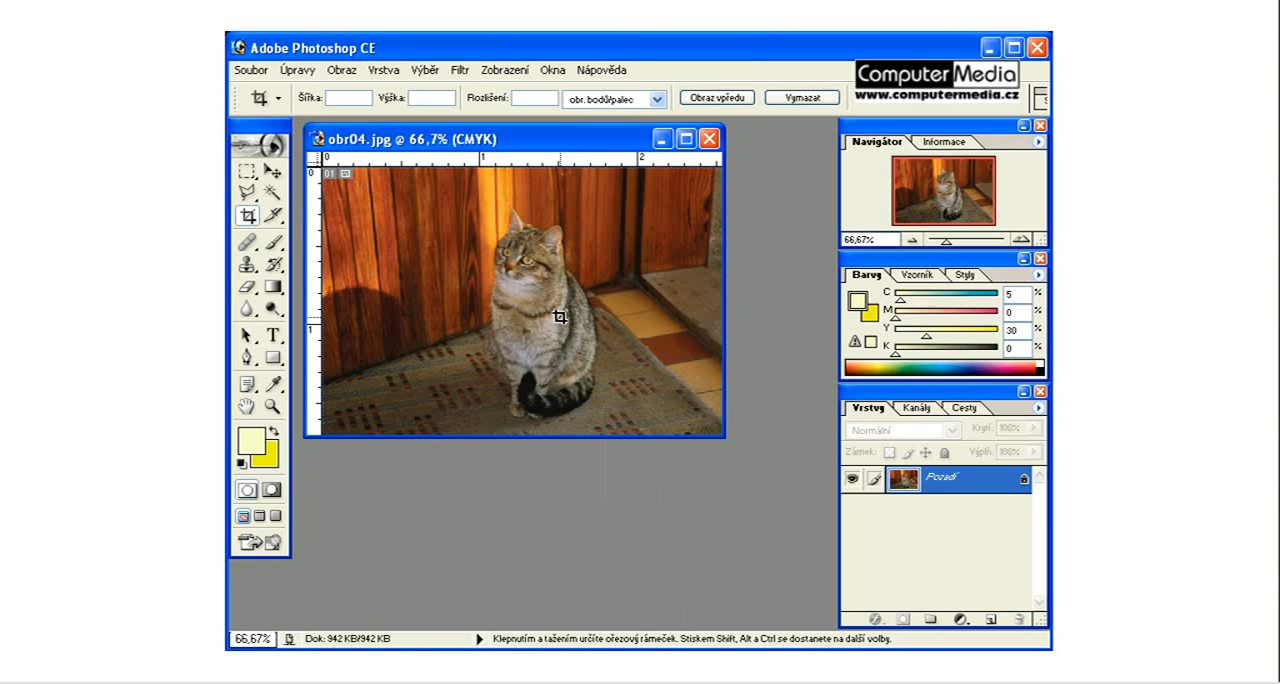 Adobe Photoshop CE
Soubor Úpravy Obraz Vrstva Výběr Filtr Zobrazení Okna Nápověda
Computer Media
www.computermedia.cz
Šířka: Výška: Rozlišení: obr. bodů/palec Obraz vpředu Vymazat
obr04.jpg @ 66,7% (CMYK)
0 1 2
0
01
1
Navigátor Informace
66,67%
Barvy Vzorník Styly
C 5 %
M 0 %
Y 30 %
K 0 %
Vrstvy Kanály Cesty
Normální Krytí: 100%
Zámek: Výplň: 100%
Pozadí
66,67% Dok: 942 KB/942 KB Klepnutím a tažením určíte ořezový rámeček. Stiskem Shift, Alt a Ctrl se dostanete na další volby.